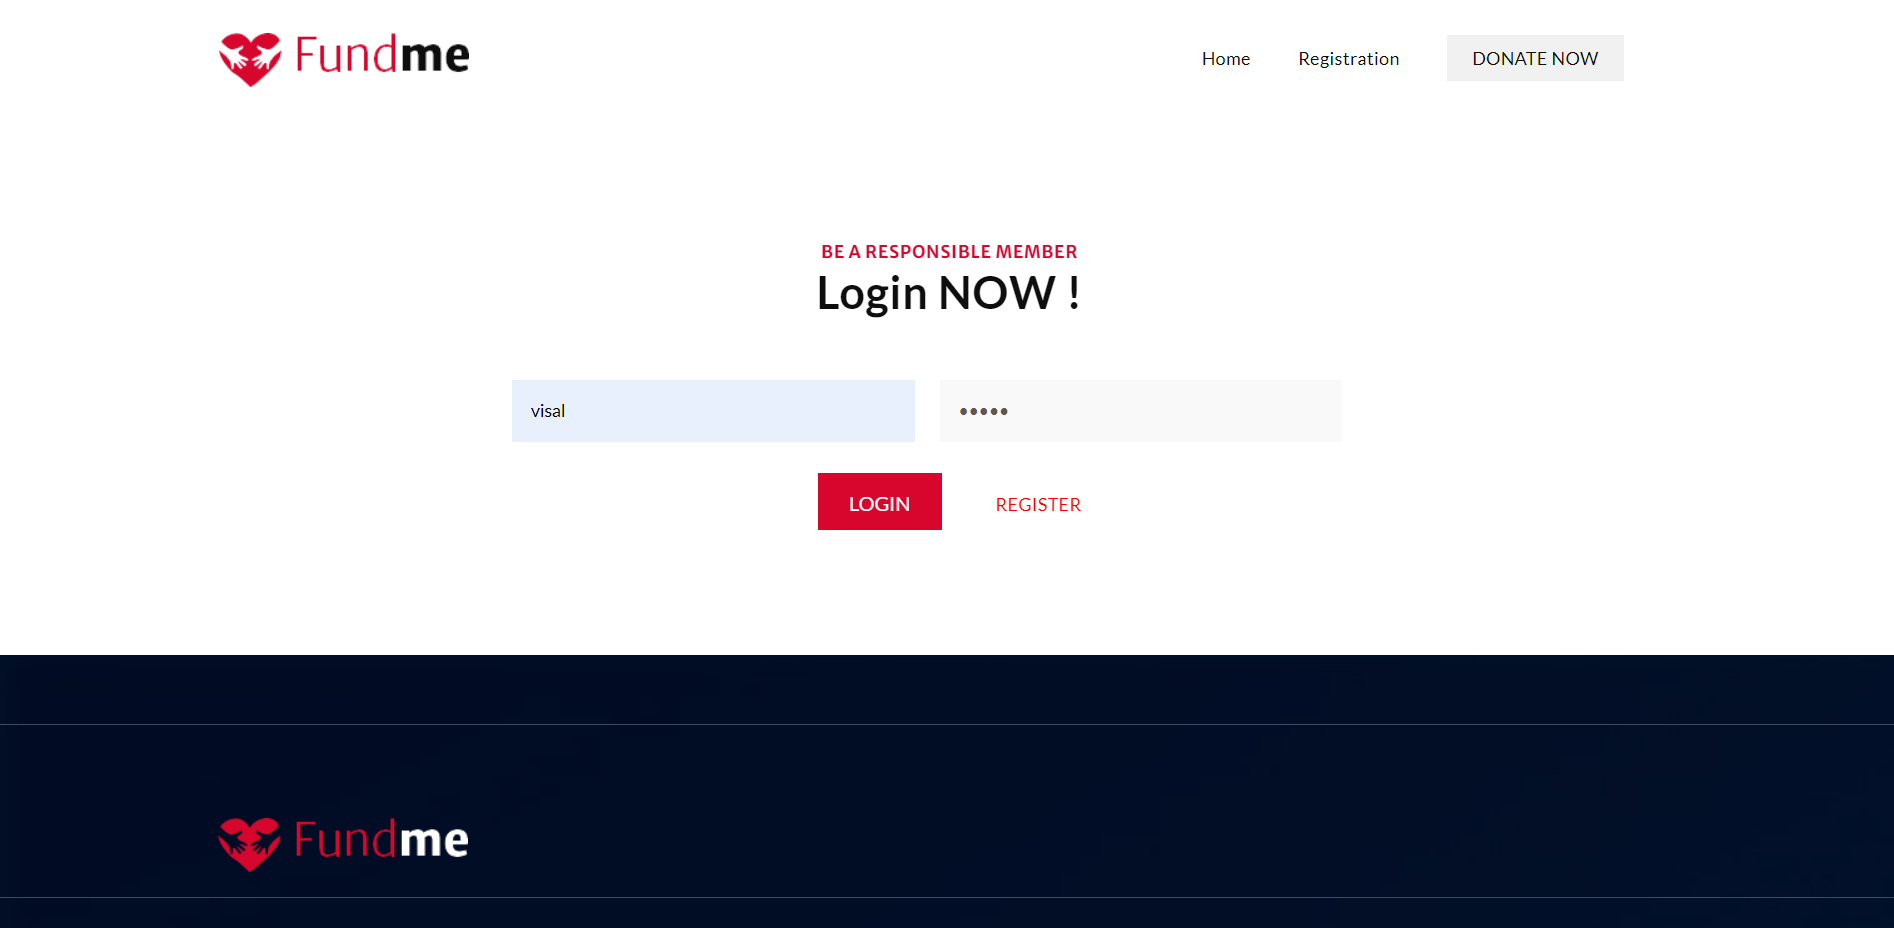 Fundme
Home Registration DONATE NOW
BE A RESPONSIBLE MEMBER
Login NOW !
visal •••••
LOGIN REGISTER
Fundme